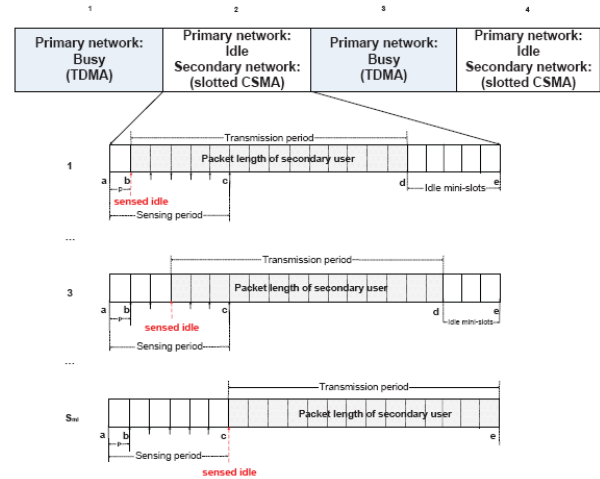 1 2 3 4
Primary network:
Busy
(TDMA)
Primary network:
Idle
Secondary network:
(slotted CSMA)
Primary network:
Busy
(TDMA)
Primary network:
Idle
Secondary network:
(slotted CSMA)
Transmission period
1
Packet length of secondary user
a b c d e
p
Idle mini-slots
sensed idle
Sensing period
...
Transmission period
3
Packet length of secondary user
a b c d e
p
Idle mini-slots
sensed idle
Sensing period
...
Transmission period
Smi
Packet length of secondary user
a b c e
p
Sensing period
sensed idle